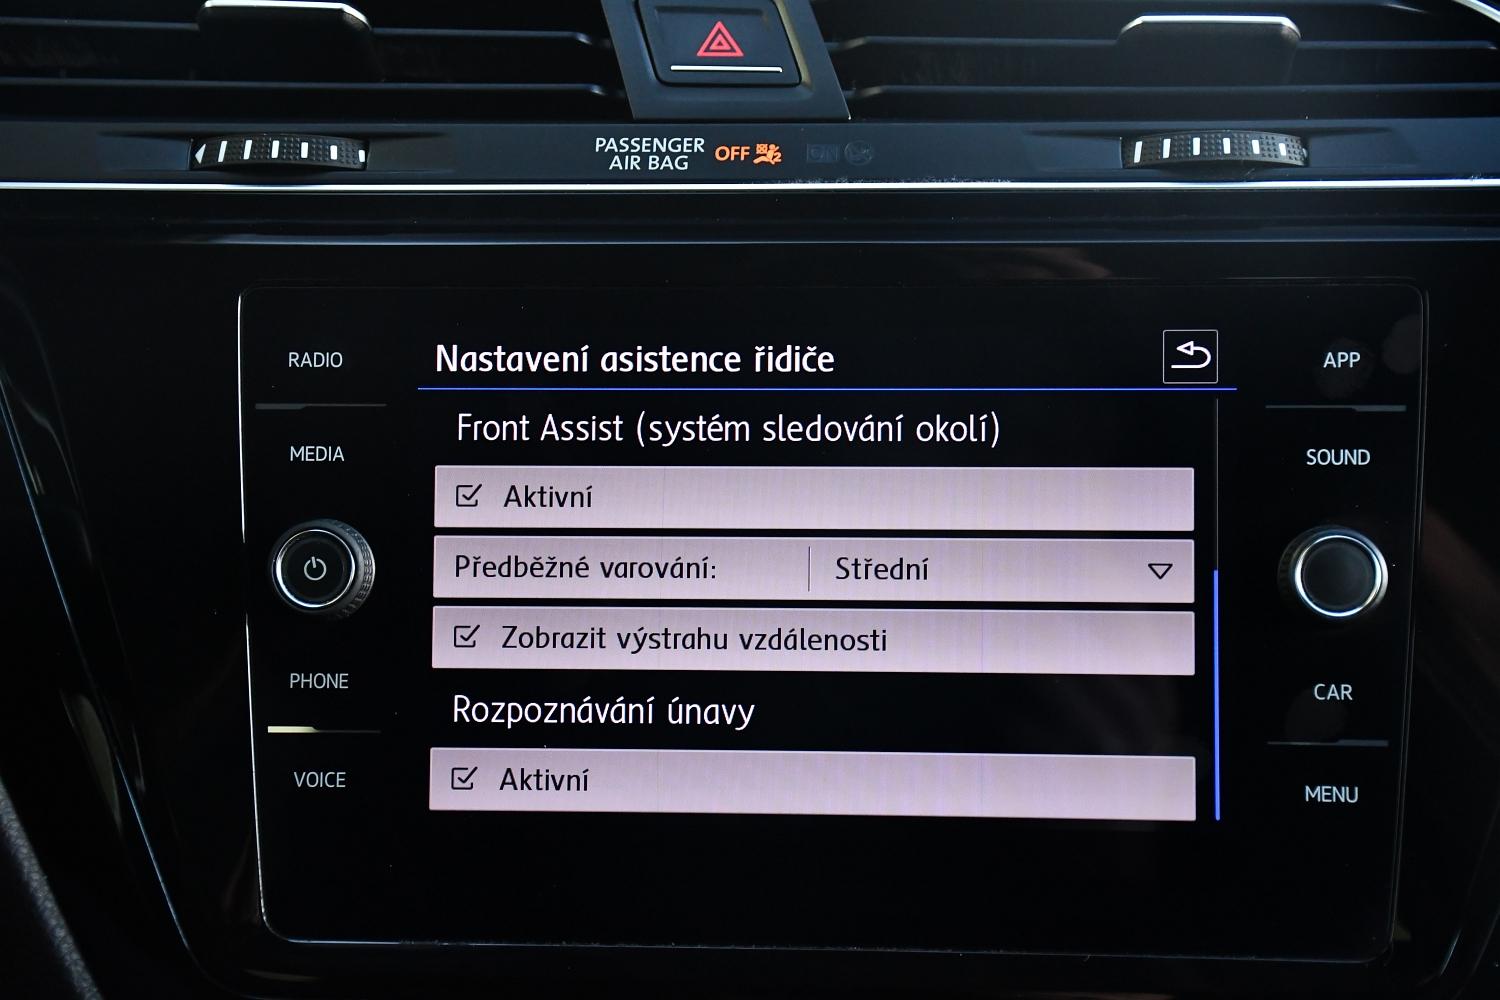 PASSENGER
AIR BAG
OFF
ON
RADIO
MEDIA
PHONE
VOICE
Nastavení asistence řidiče
Front Assist (systém sledování okolí)
Aktivní
Předběžné varování: Střední
Zobrazit výstrahu vzdálenosti
Rozpoznávání únavy
Aktivní
APP
SOUND
CAR
MENU